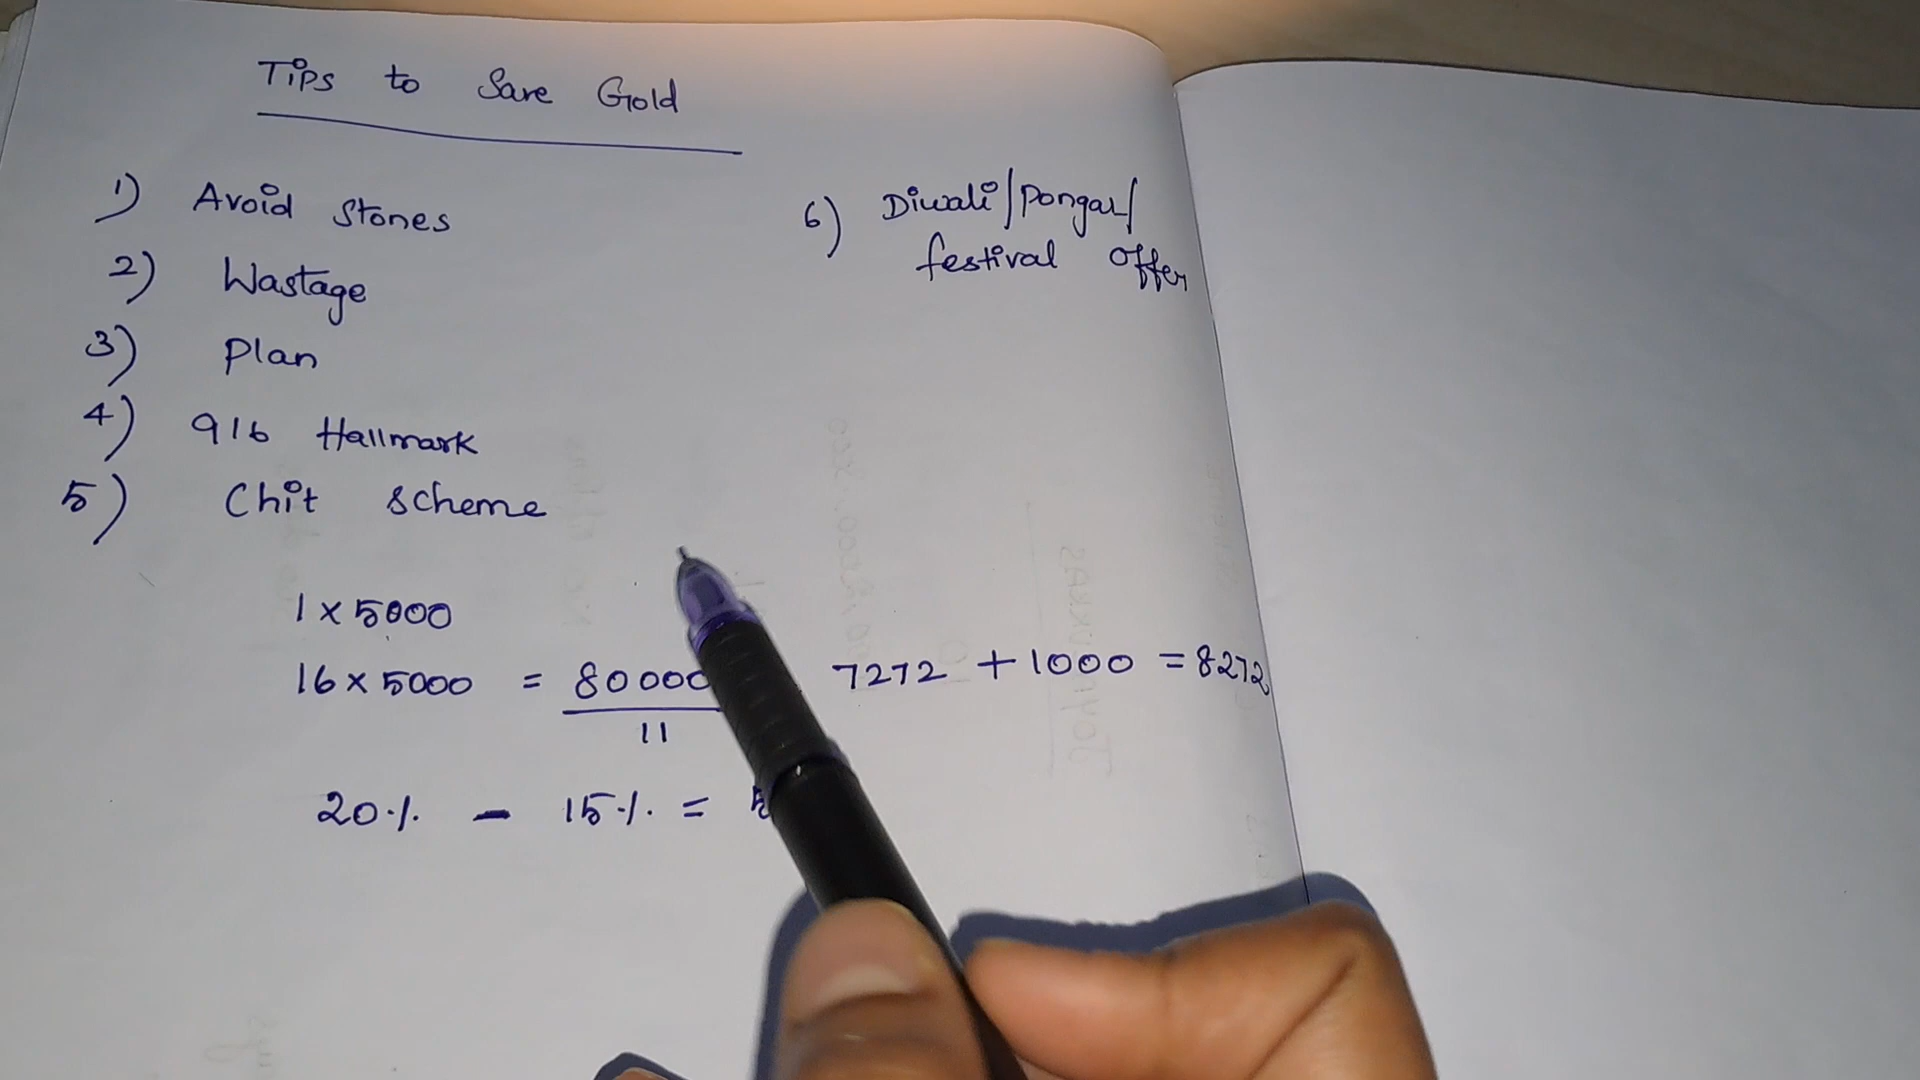 Tips to Save Gold
1) Avoid Stones
2) Wastage
3) Plan
4) 916 Hallmark
5) Chit scheme
6) Diwali/Pongal/
festival offer
1 x 5000
16 x 5000 = 80000 7272 + 1000 = 8272
11
20% - 15% = 5